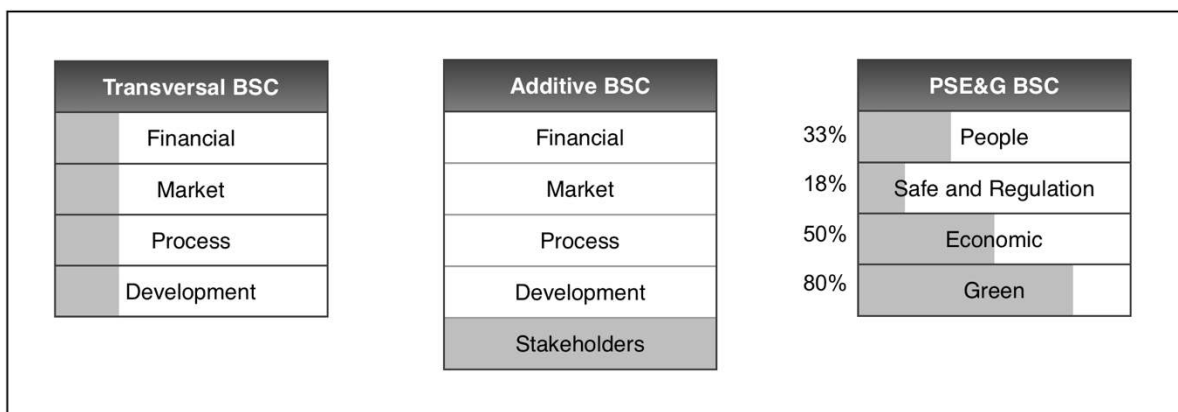 Transversal BSC
Financial
Market
Process
Development
Additive BSC
Financial
Market
Process
Development
Stakeholders
PSE&G BSC
33% People
18% Safe and Regulation
50% Economic
80% Green